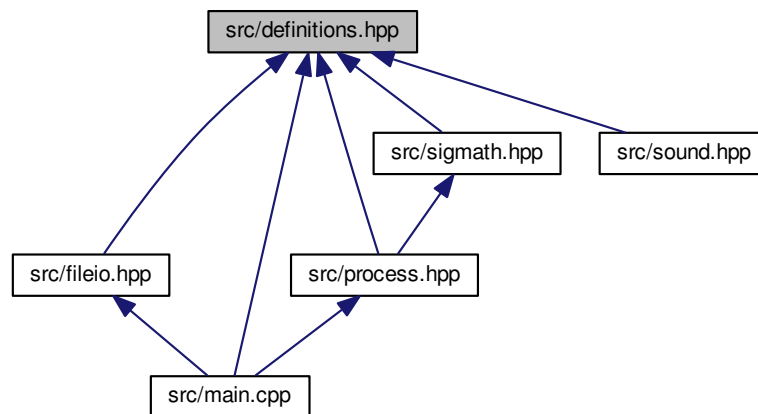 src/definitions.hpp
src/sigmath.hpp
src/sound.hpp
src/fileio.hpp
src/process.hpp
src/main.cpp